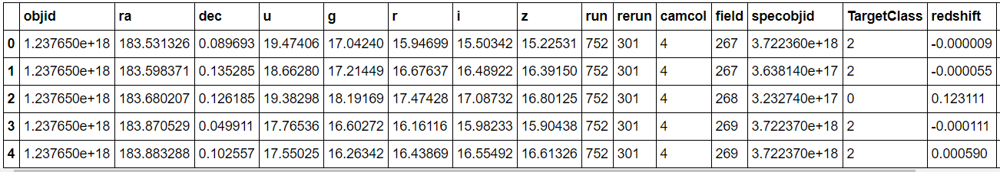 objid ra dec u g r i z run rerun camcol field specobjid TargetClass redshift
0 1.237650e+18 183.531326 0.089693 19.47406 17.04240 15.94699 15.50342 15.22531 752 301 4 267 3.722360e+18 2 -0.000009
1 1.237650e+18 183.598371 0.135285 18.66280 17.21449 16.67637 16.48922 16.39150 752 301 4 267 3.638140e+17 2 -0.000055
2 1.237650e+18 183.680207 0.126185 19.38298 18.19169 17.47428 17.08732 16.80125 752 301 4 268 3.232740e+17 0 0.123111
3 1.237650e+18 183.870529 0.049911 17.76536 16.60272 16.16116 15.98233 15.90438 752 301 4 269 3.722370e+18 2 -0.000111
4 1.237650e+18 183.883288 0.102557 17.55025 16.26342 16.43869 16.55492 16.61326 752 301 4 269 3.722370e+18 2 0.000590